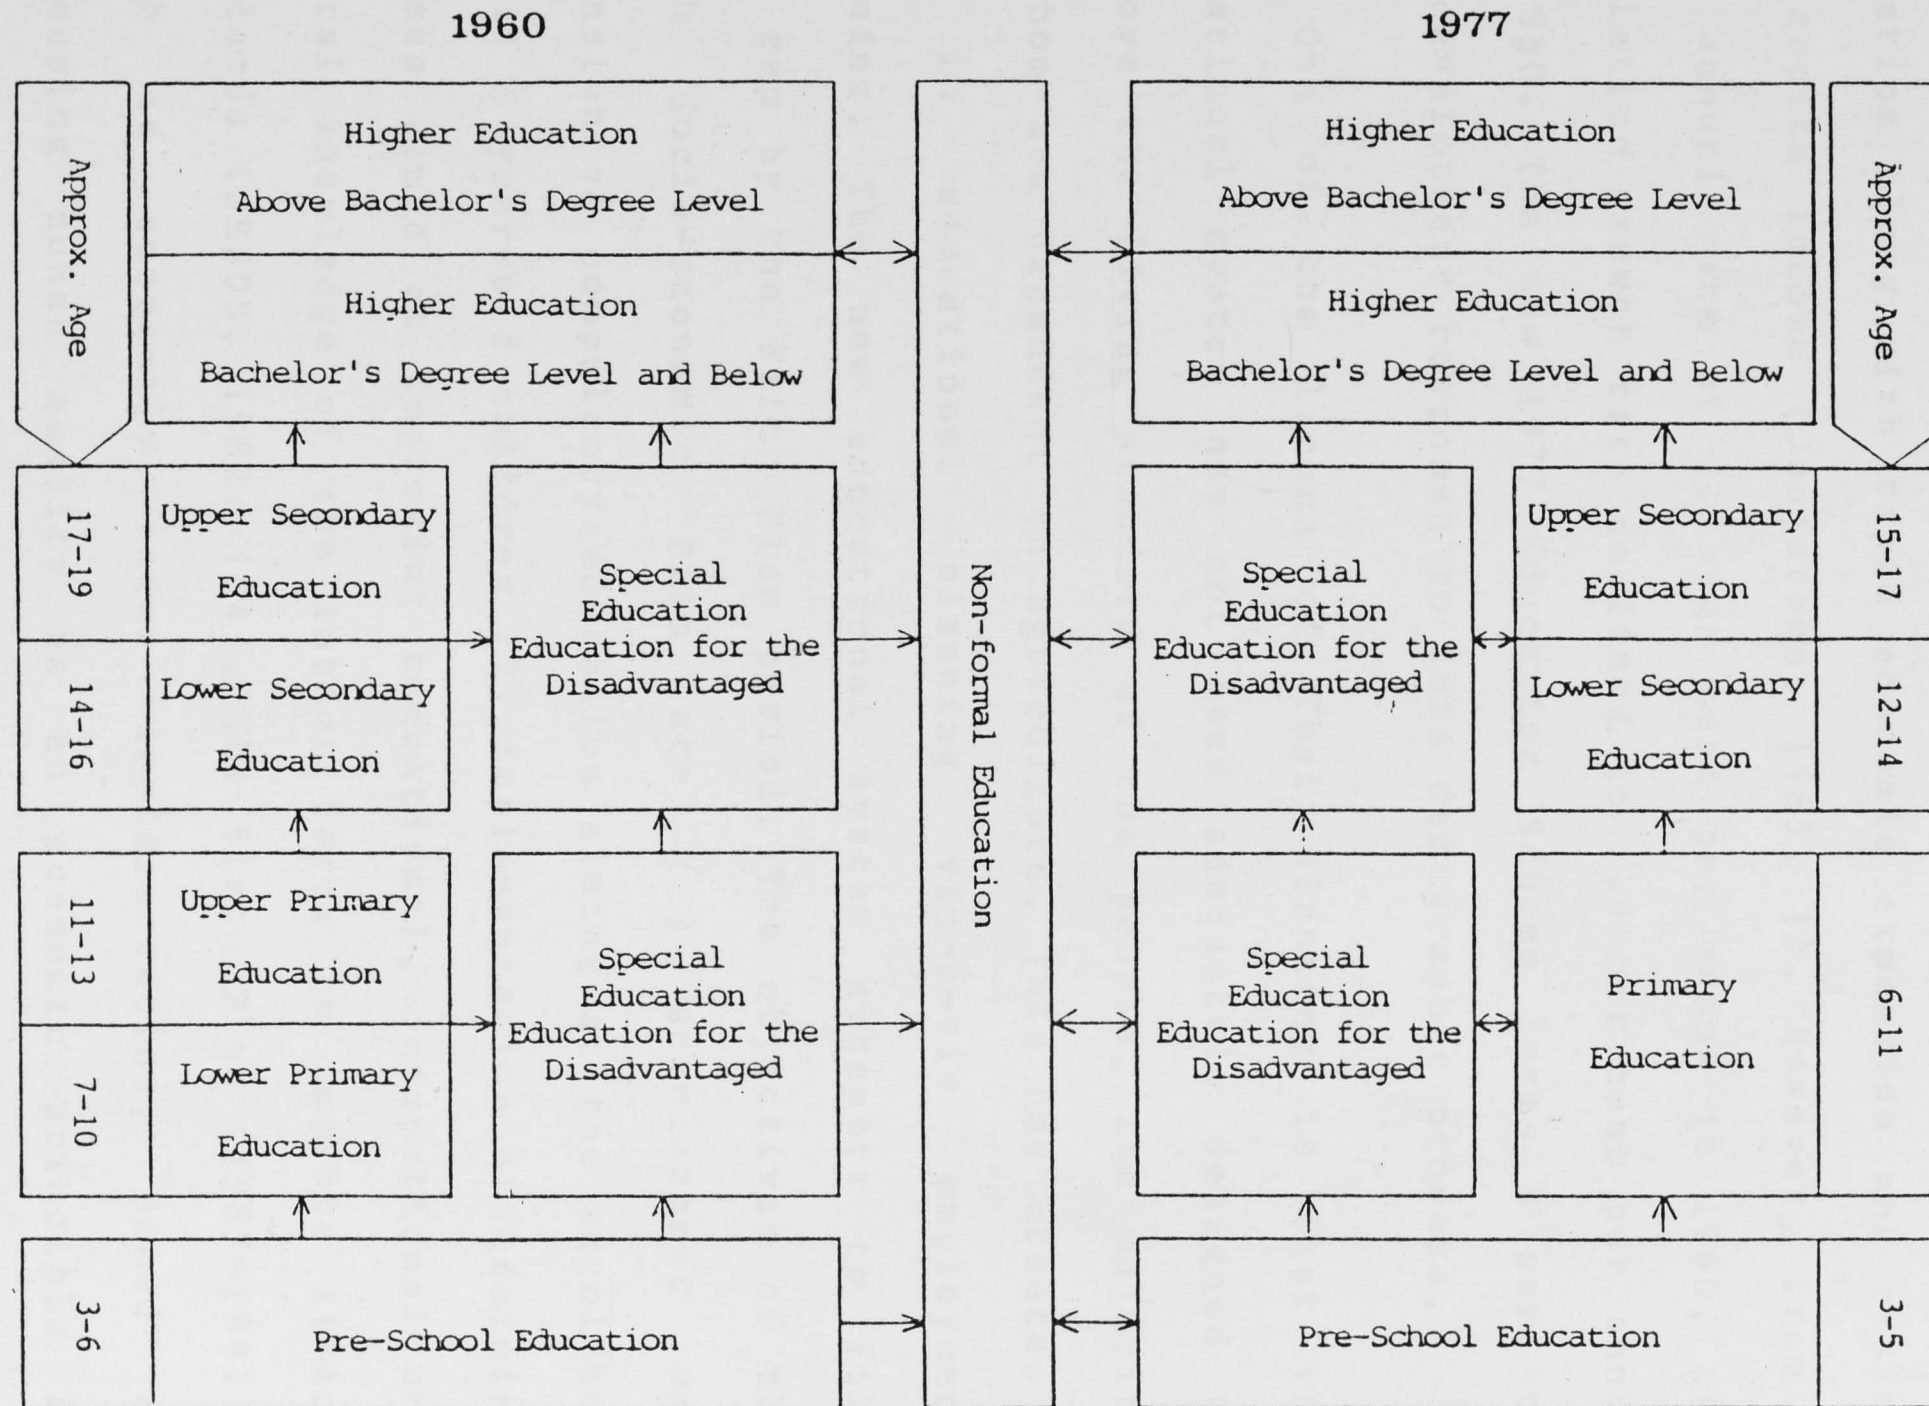 1960
Approx. Age
Higher Education
Above Bachelor's Degree Level
Higher Education
Bachelor's Degree Level and Below
17-19
Upper Secondary
Education
14-16
Lower Secondary
Education
Special
Education
Education for the
Disadvantaged
11-13
Upper Primary
Education
7-10
Lower Primary
Education
Special
Education
Education for the
Disadvantaged
3-6
Pre-School Education
Non-formal Education
1977
Higher Education
Above Bachelor's Degree Level
Higher Education
Bachelor's Degree Level and Below
Approx. Age
Special
Education
Education for the
Disadvantaged
Upper Secondary
Education
15-17
Lower Secondary
Education
12-14
Special
Education
Education for the
Disadvantaged
Primary
Education
6-11
Pre-School Education
3-5